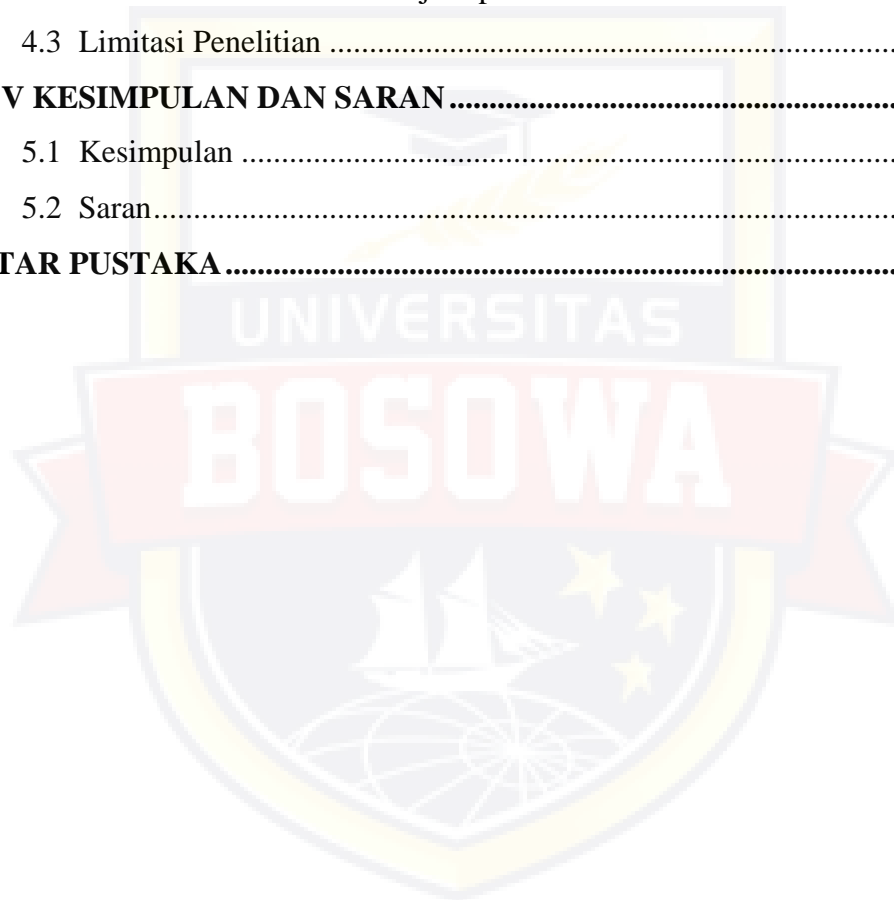 4.3 Limitasi Penelitian ........................................................................
V KESIMPULAN DAN SARAN ........................................................
5.1 Kesimpulan ...................................................................................
5.2 Saran..............................................................................................
TAR PUSTAKA ....................................................................................
UNIVERSITAS
BOSOWA